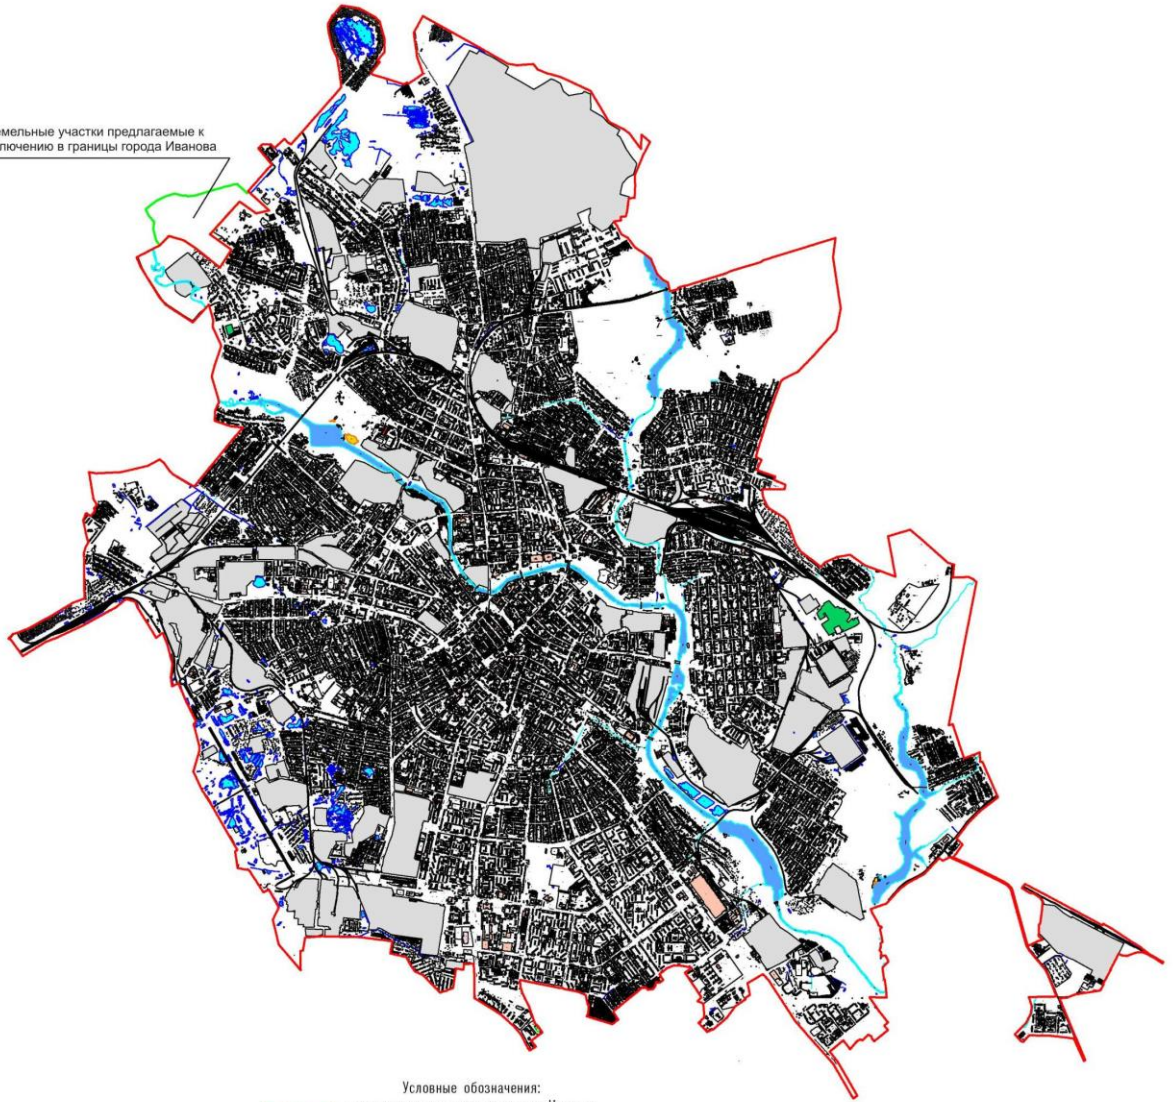 емельные участки предлагаемые к
лючению в границы города Иванова
Условные обозначения: